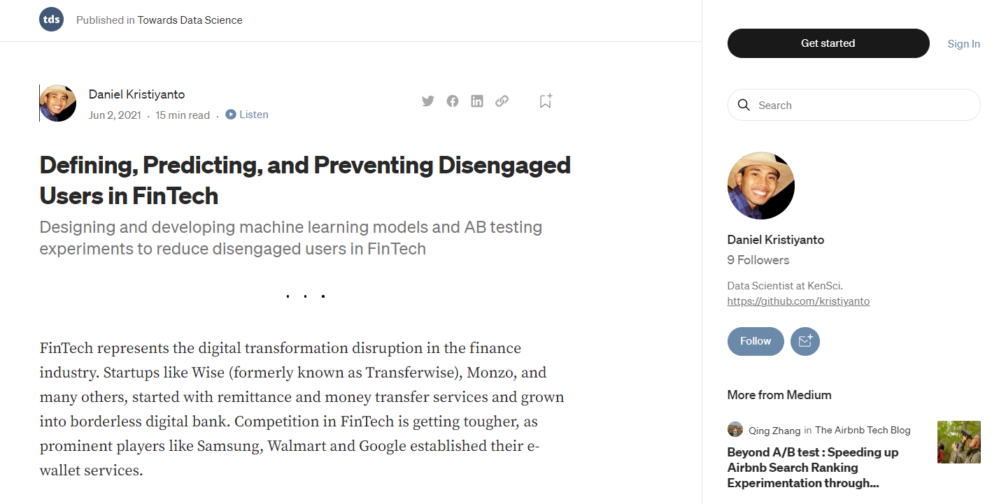 tds
Published in Towards Data Science
Get started
Sign In
Daniel Kristiyanto
Jun 2, 2021 · 15 min read · Listen
Search
Defining, Predicting, and Preventing Disengaged
Users in FinTech
Designing and developing machine learning models and AB testing
experiments to reduce disengaged users in FinTech
. . .
FinTech represents the digital transformation disruption in the finance
industry. Startups like Wise (formerly known as Transferwise), Monzo, and
many others, started with remittance and money transfer services and grown
into borderless digital bank. Competition in FinTech is getting tougher, as
prominent players like Samsung, Walmart and Google established their e-
wallet services.
Daniel Kristiyanto
9 Followers
Data Scientist at KenSci.
https://github.com/kristiyanto
Follow
More from Medium
Qing Zhang in The Airbnb Tech Blog
Beyond A/B test : Speeding up
Airbnb Search Ranking
Experimentation through...